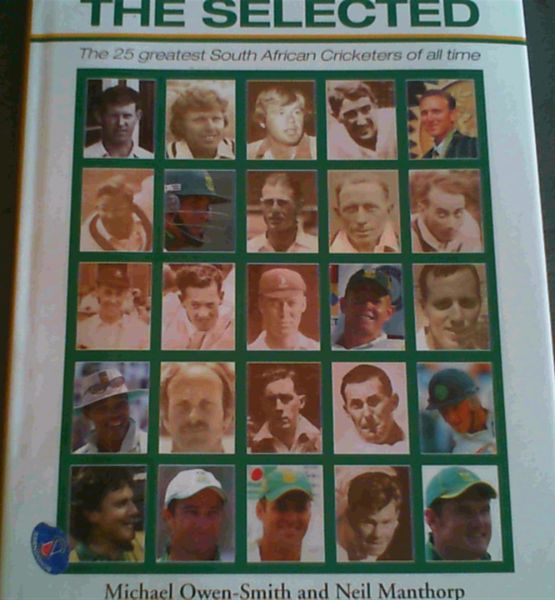 THE SELECTED
The 25 greatest South African Cricketers of all time
Michael Owen-Smith and Neil Manthorp